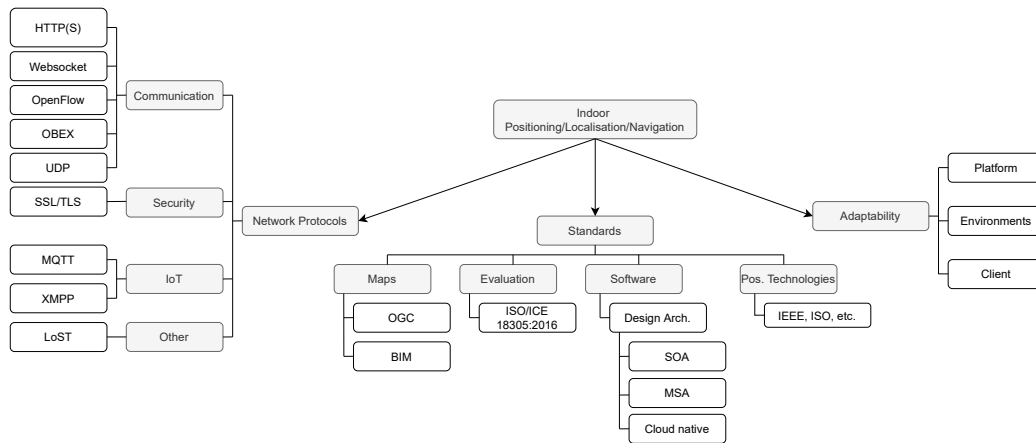 HTTP(S)
Websocket
OpenFlow
OBEX
UDP
SSL/TLS
MQTT
XMPP
LoST
Communication
Security
IoT
Other
Network Protocols
Indoor
Positioning/Localisation/Navigation
Standards
Maps
OGC
BIM
Evaluation
ISO/ICE
18305:2016
Software
Design Arch.
SOA
MSA
Cloud native
Pos. Technologies
IEEE, ISO, etc.
Adaptability
Platform
Environments
Client